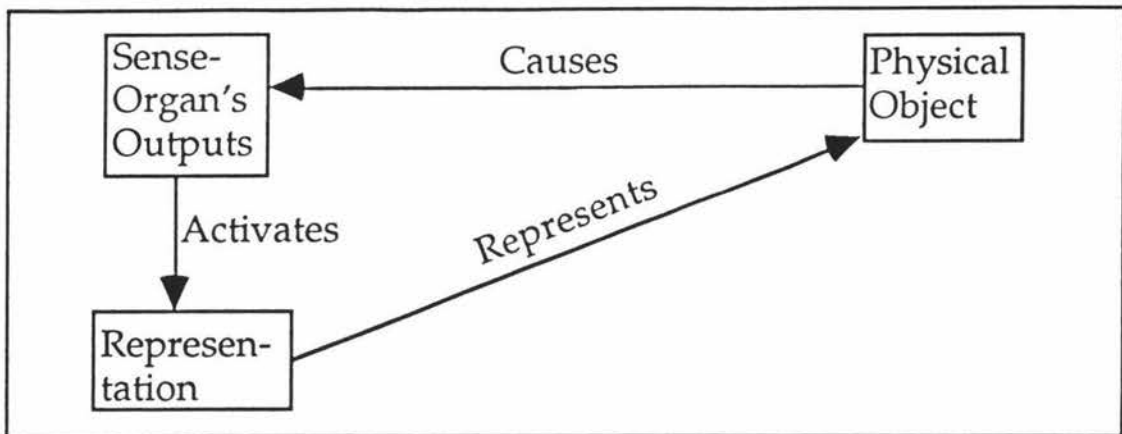 Sense-
Organ's
Outputs
Causes
Physical
Object
Activates
Represents
Represen-
tation